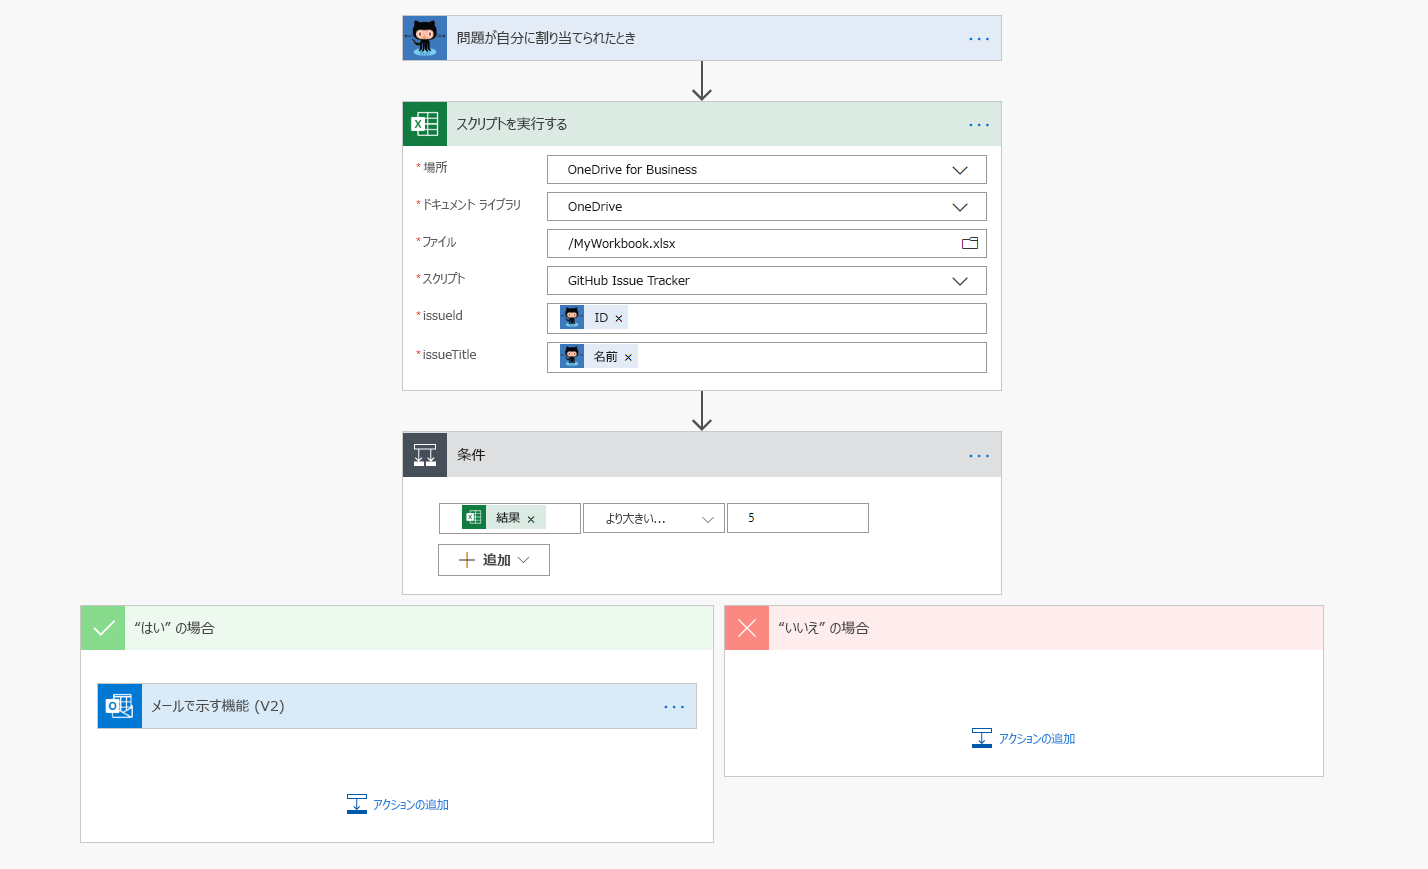 問題が自分に割り当てられたとき
スクリプトを実行する
*場所
OneDrive for Business
*ドキュメント ライブラリ
OneDrive
*ファイル
/MyWorkbook.xlsx
*スクリプト
GitHub Issue Tracker
*issueId
ID ×
*issueTitle
名前 ×
条件
結果 ×
より大きい...
5
追加
“はい” の場合
“いいえ” の場合
メールで示す機能 (V2)
アクションの追加
アクションの追加